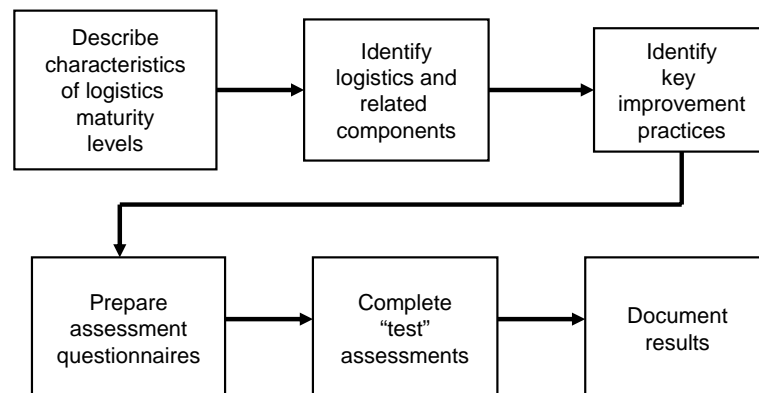 Describe
characteristics
of logistics
maturity
levels
Identify
logistics and
related
components
Identify
key
improvement
practices
Prepare
assessment
questionnaires
Complete
“test”
assessments
Document
results